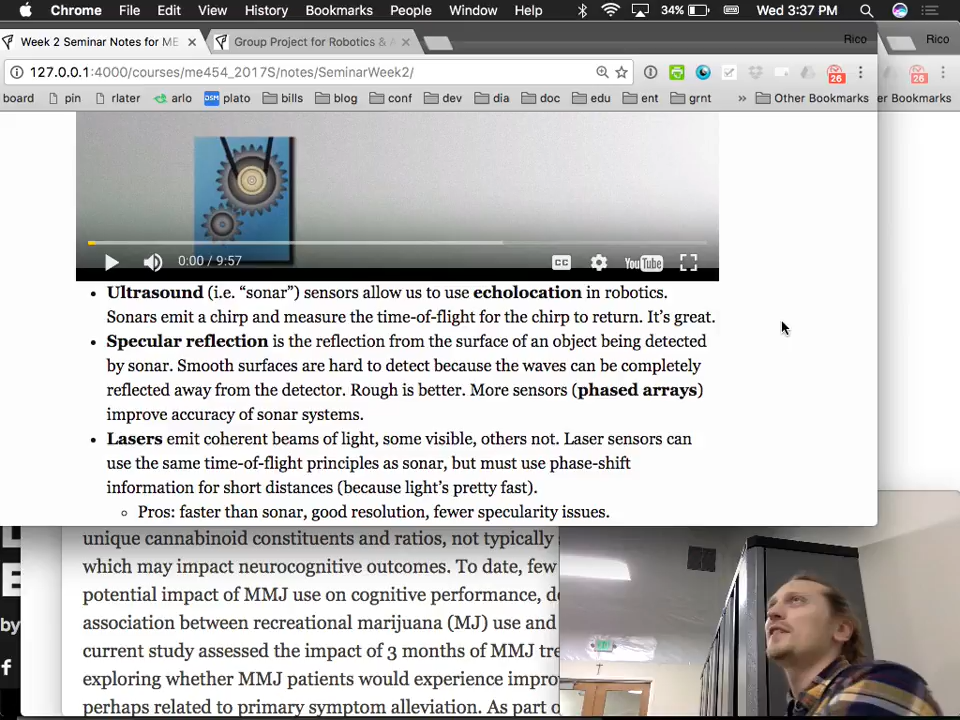 Chrome File Edit View History Bookmarks People Window Help 34% Wed 3:37 PM
Week 2 Seminar Notes for ME Group Project for Robotics & A Rico Rico
127.0.0.1:4000/courses/me454_2017S/notes/SeminarWeek2/ 26 26
board pin rlater arlo DSM plato bills blog conf dev dia doc edu ent grnt » Other Bookmarks er Bookmarks
0:00 / 9:57 CC YouTube
• Ultrasound (i.e. “sonar”) sensors allow us to use echolocation in robotics.
Sonars emit a chirp and measure the time-of-flight for the chirp to return. It’s great.
• Specular reflection is the reflection from the surface of an object being detected
by sonar. Smooth surfaces are hard to detect because the waves can be completely
reflected away from the detector. Rough is better. More sensors (phased arrays)
improve accuracy of sonar systems.
• Lasers emit coherent beams of light, some visible, others not. Laser sensors can
use the same time-of-flight principles as sonar, but must use phase-shift
information for short distances (because light’s pretty fast).
◦ Pros: faster than sonar, good resolution, fewer specularity issues.
unique cannabinoid constituents and ratios, not typically
which may impact neurocognitive outcomes. To date, few
potential impact of MMJ use on cognitive performance, de
association between recreational marijuana (MJ) use and
current study assessed the impact of 3 months of MMJ tre
exploring whether MMJ patients would experience impro
perhaps related to primary symptom alleviation. As part o
E
by
f